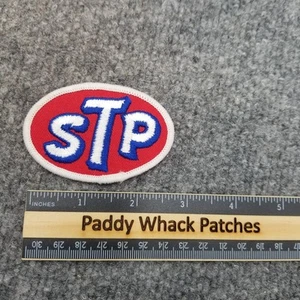 STP
INCHES 1 2 3 4 5
Paddy Whack Patches